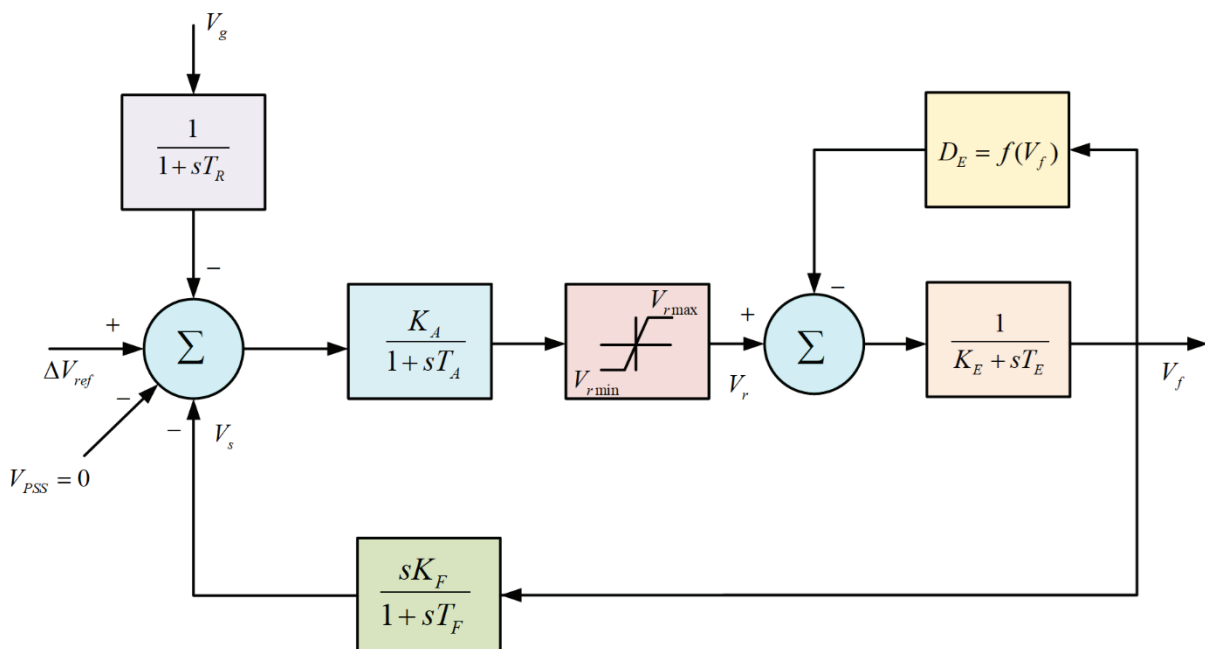 V_g
1
1 + sT_R
D_E = f(V_f)
−
−
+
Σ
ΔV_ref
−
−
V_s
V_PSS = 0
K_A
1 + sT_A
V_r max
V_r min
+
V_r
Σ
1
K_E + sT_E
V_f
sK_F
1 + sT_F